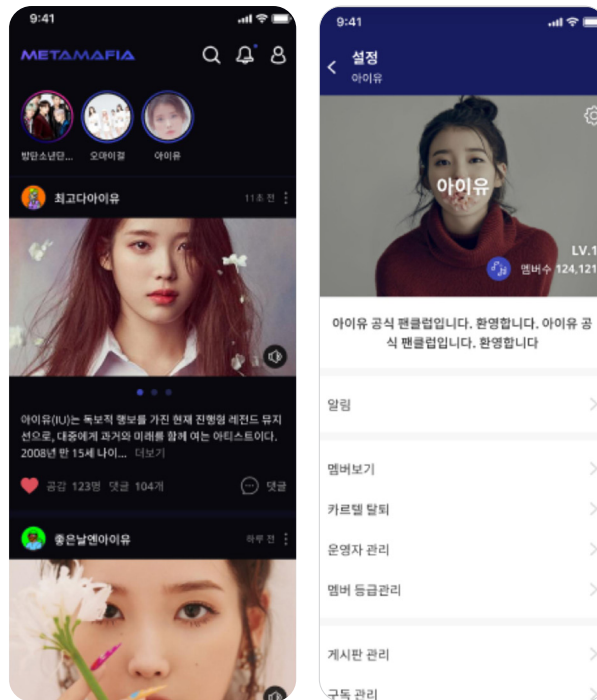 9:41
METAMAFIA
방탄소년단...
오마이걸
아이유
최고다아이유
11초 전
아이유(IU)는 독보적 행보를 가진 현재 진행형 레전드 뮤지
션으로, 대중에게 과거와 미래를 함께 여는 아티스트이다.
2008년 만 15세 나이... 더보기
공감 123명 댓글 104개
댓글
좋은날엔아이유
하루 전
9:41
설정
아이유
아이유
LV.1
멤버수 124,121
아이유 공식 팬클럽입니다. 환영합니다. 아이유 공
식 팬클럽입니다. 환영합니다
알림
멤버보기
카르텔 탈퇴
운영자 관리
멤버 등급관리
게시판 관리
구독 관리